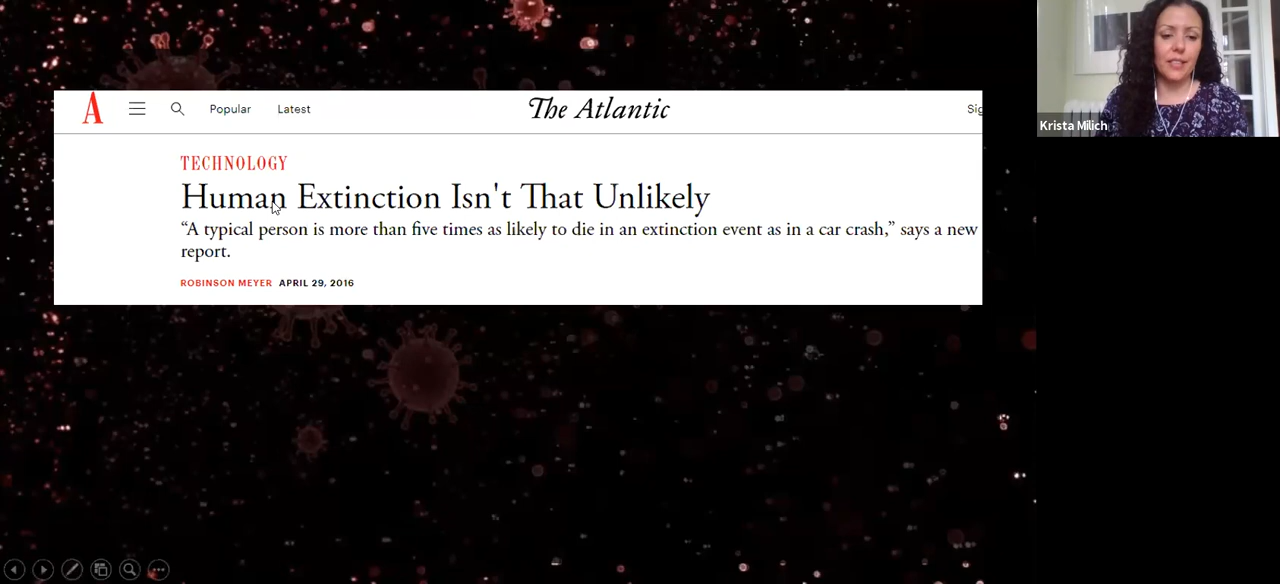 A Popular Latest The Atlantic Sig
TECHNOLOGY
Human Extinction Isn't That Unlikely
“A typical person is more than five times as likely to die in an extinction event as in a car crash,” says a new
report.
ROBINSON MEYER APRIL 29, 2016
Krista Milich